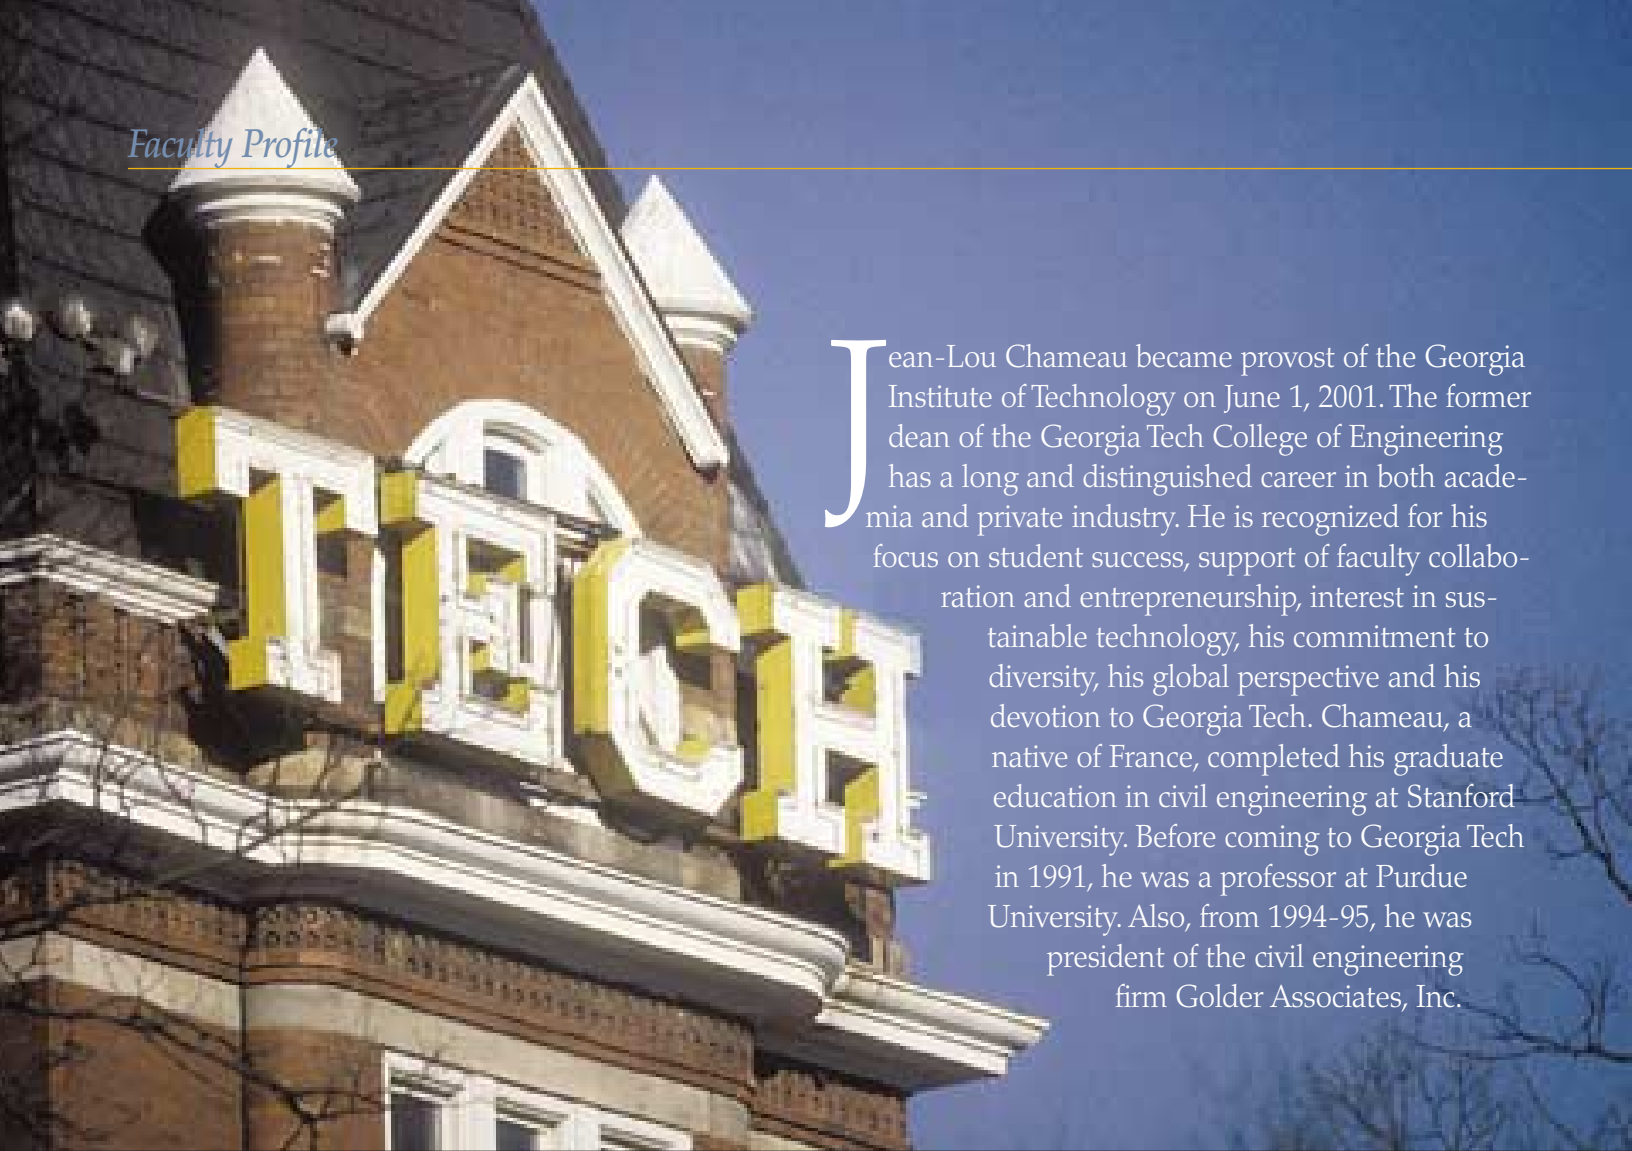 Faculty Profile
Jean-Lou Chameau became provost of the Georgia
Institute of Technology on June 1, 2001. The former
dean of the Georgia Tech College of Engineering
has a long and distinguished career in both acade-
mia and private industry. He is recognized for his
focus on student success, support of faculty collabo-
ration and entrepreneurship, interest in sus-
tainable technology, his commitment to
diversity, his global perspective and his
devotion to Georgia Tech. Chameau, a
native of France, completed his graduate
education in civil engineering at Stanford
University. Before coming to Georgia Tech
in 1991, he was a professor at Purdue
University. Also, from 1994-95, he was
president of the civil engineering
firm Golder Associates, Inc.
TECH